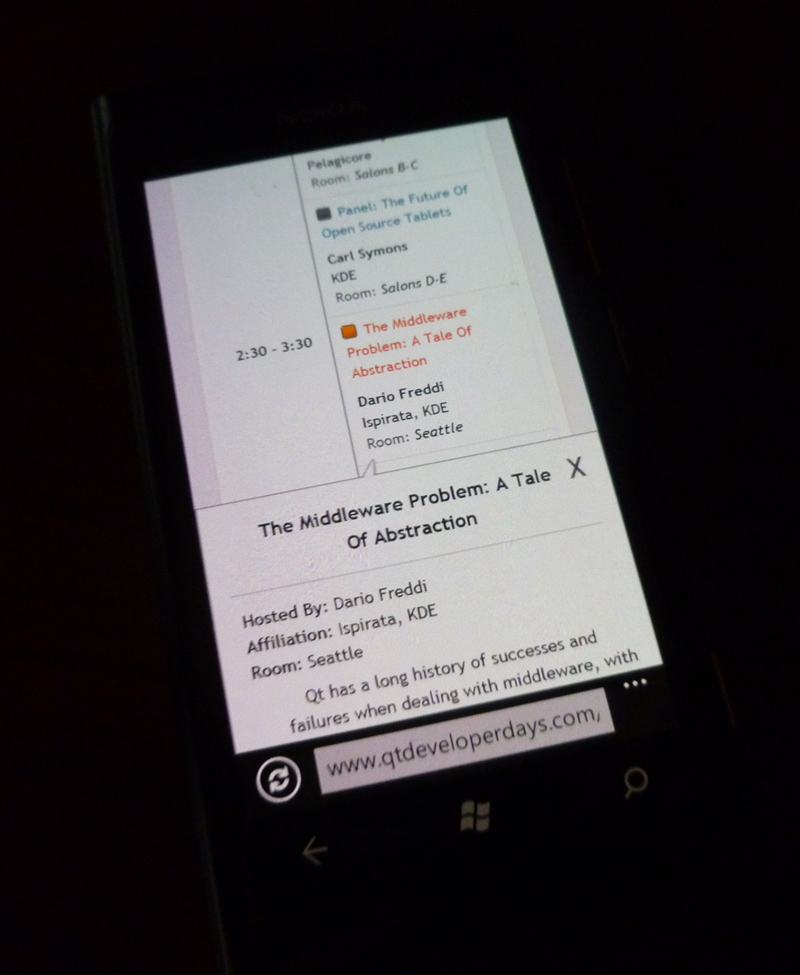 NOKIA
Pelagicore
Room: Salons B-C
Panel: The Future Of
Open Source Tablets
Carl Symons
KDE
Room: Salons D-E
2:30 - 3:30
The Middleware
Problem: A Tale Of
Abstraction
Dario Freddi
Ispirata, KDE
Room: Seattle
The Middleware Problem: A Tale
Of Abstraction
X
Hosted By: Dario Freddi
Affiliation: Ispirata, KDE
Room: Seattle
Qt has a long history of successes and
failures when dealing with middleware, with
www.qtdeveloperdays.com/